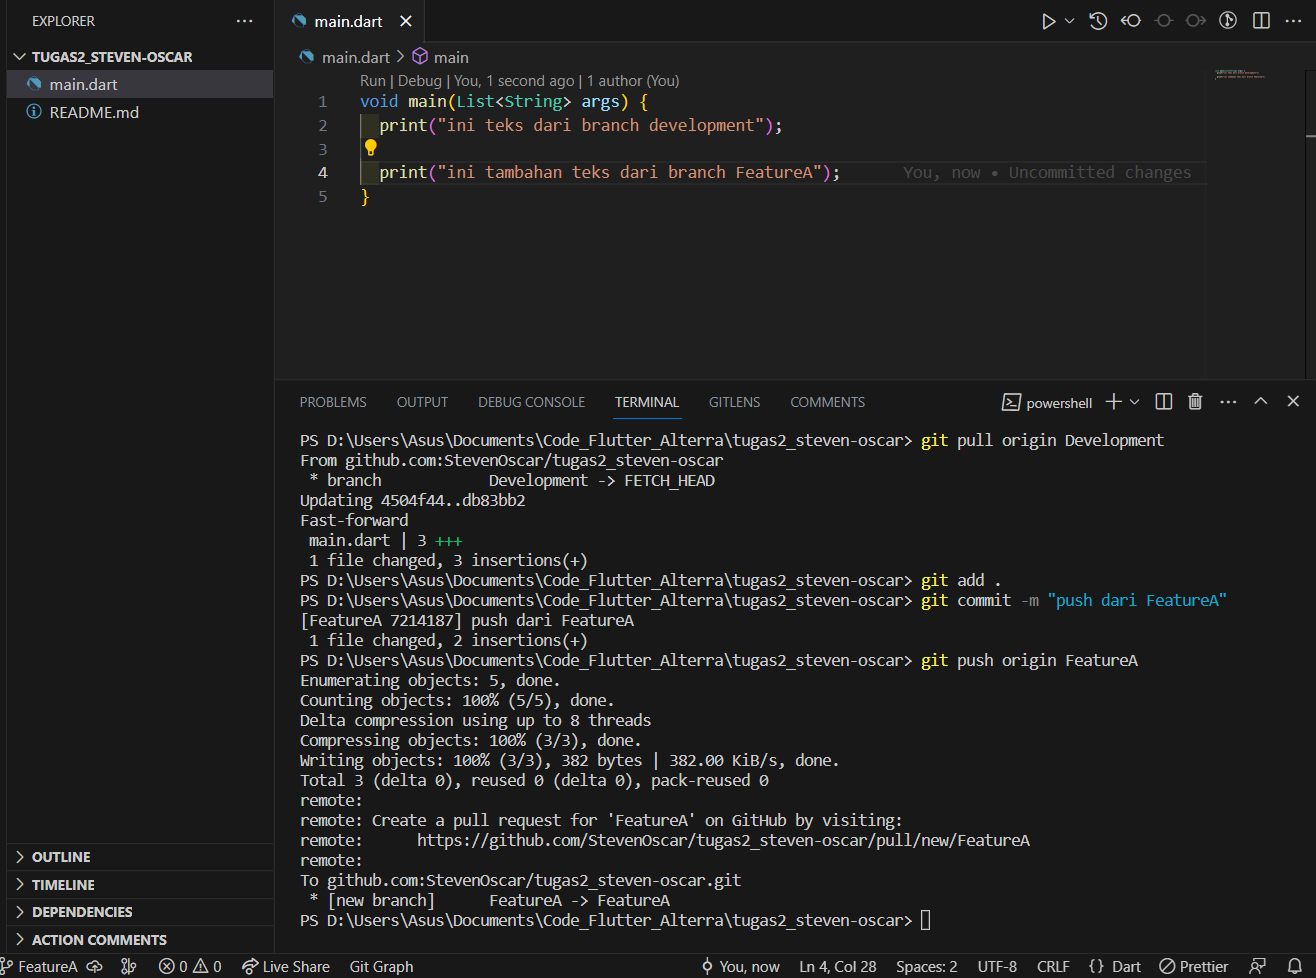 EXPLORER
TUGAS2_STEVEN-OSCAR
main.dart
README.md
OUTLINE
TIMELINE
DEPENDENCIES
ACTION COMMENTS
main.dart
main.dart > main
Run | Debug | You, 1 second ago | 1 author (You)
1 void main(List<String> args) {
2 print("ini teks dari branch development");
3
4 print("ini tambahan teks dari branch FeatureA"); You, now • Uncommitted changes
5 }
PROBLEMS OUTPUT DEBUG CONSOLE TERMINAL GITLENS COMMENTS powershell
PS D:\Users\Asus\Documents\Code_Flutter_Alterra\tugas2_steven-oscar> git pull origin Development
From github.com:StevenOscar/tugas2_steven-oscar
* branch Development -> FETCH_HEAD
Updating 4504f44..db83bb2
Fast-forward
main.dart | 3 +++
1 file changed, 3 insertions(+)
PS D:\Users\Asus\Documents\Code_Flutter_Alterra\tugas2_steven-oscar> git add .
PS D:\Users\Asus\Documents\Code_Flutter_Alterra\tugas2_steven-oscar> git commit -m "push dari FeatureA"
[FeatureA 7214187] push dari FeatureA
1 file changed, 2 insertions(+)
PS D:\Users\Asus\Documents\Code_Flutter_Alterra\tugas2_steven-oscar> git push origin FeatureA
Enumerating objects: 5, done.
Counting objects: 100% (5/5), done.
Delta compression using up to 8 threads
Compressing objects: 100% (3/3), done.
Writing objects: 100% (3/3), 382 bytes | 382.00 KiB/s, done.
Total 3 (delta 0), reused 0 (delta 0), pack-reused 0
remote:
remote: Create a pull request for 'FeatureA' on GitHub by visiting:
remote: https://github.com/StevenOscar/tugas2_steven-oscar/pull/new/FeatureA
remote:
To github.com:StevenOscar/tugas2_steven-oscar.git
* [new branch] FeatureA -> FeatureA
PS D:\Users\Asus\Documents\Code_Flutter_Alterra\tugas2_steven-oscar>
FeatureA 0 0 Live Share Git Graph You, now Ln 4, Col 28 Spaces: 2 UTF-8 CRLF {} Dart Prettier